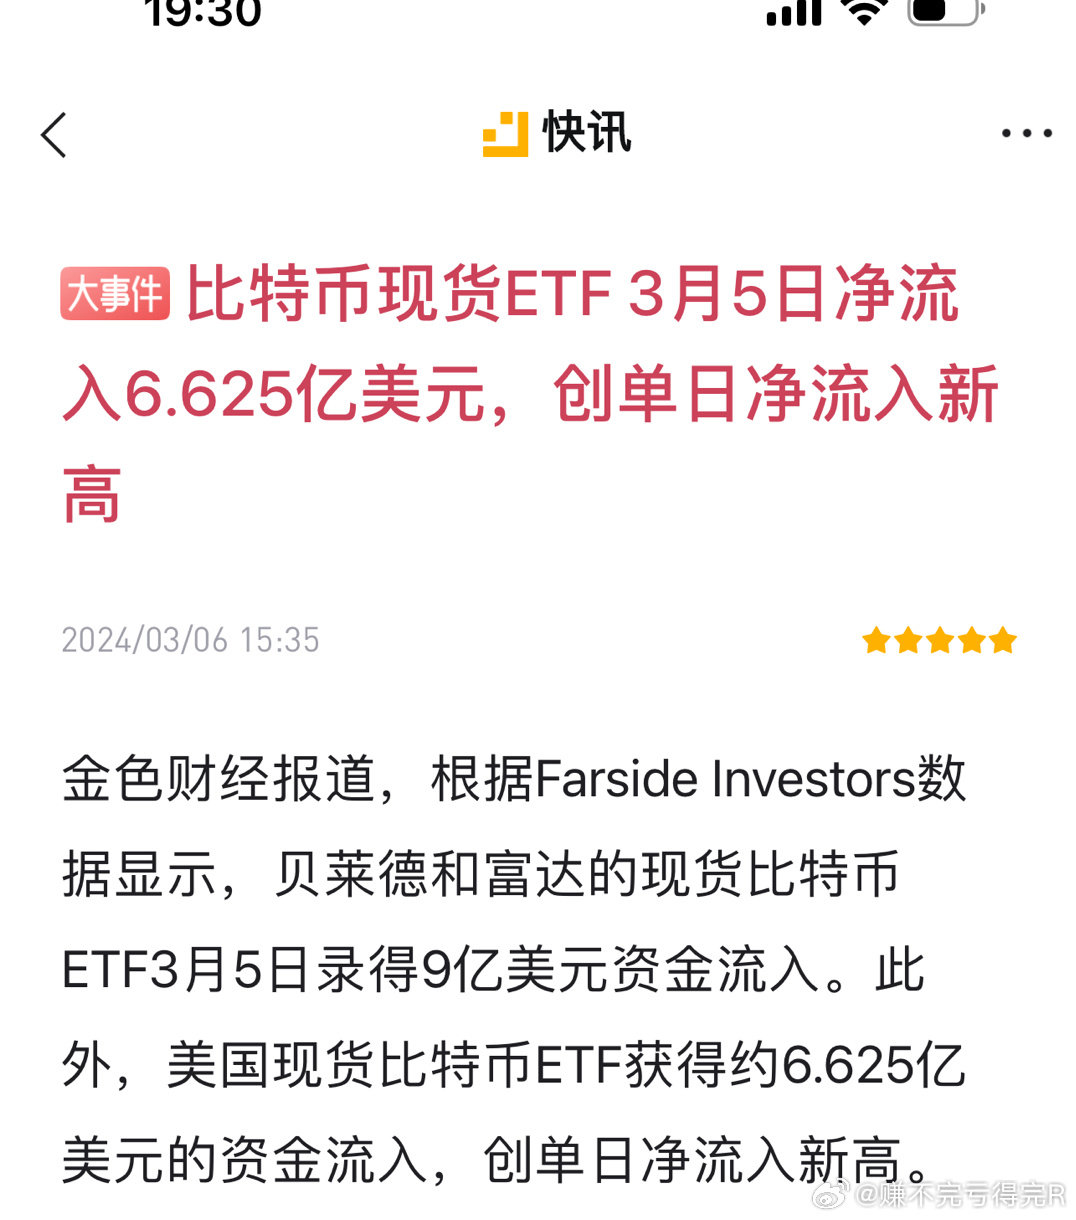 19:30
快讯
大事件 比特币现货ETF 3月5日净流
入6.625亿美元，创单日净流入新
高
2024/03/06 15:35
金色财经报道，根据Farside Investors数
据显示，贝莱德和富达的现货比特币
ETF3月5日录得9亿美元资金流入。此
外，美国现货比特币ETF获得约6.625亿
美元的资金流入，创单日净流入新高。
@赚不完亏得完R